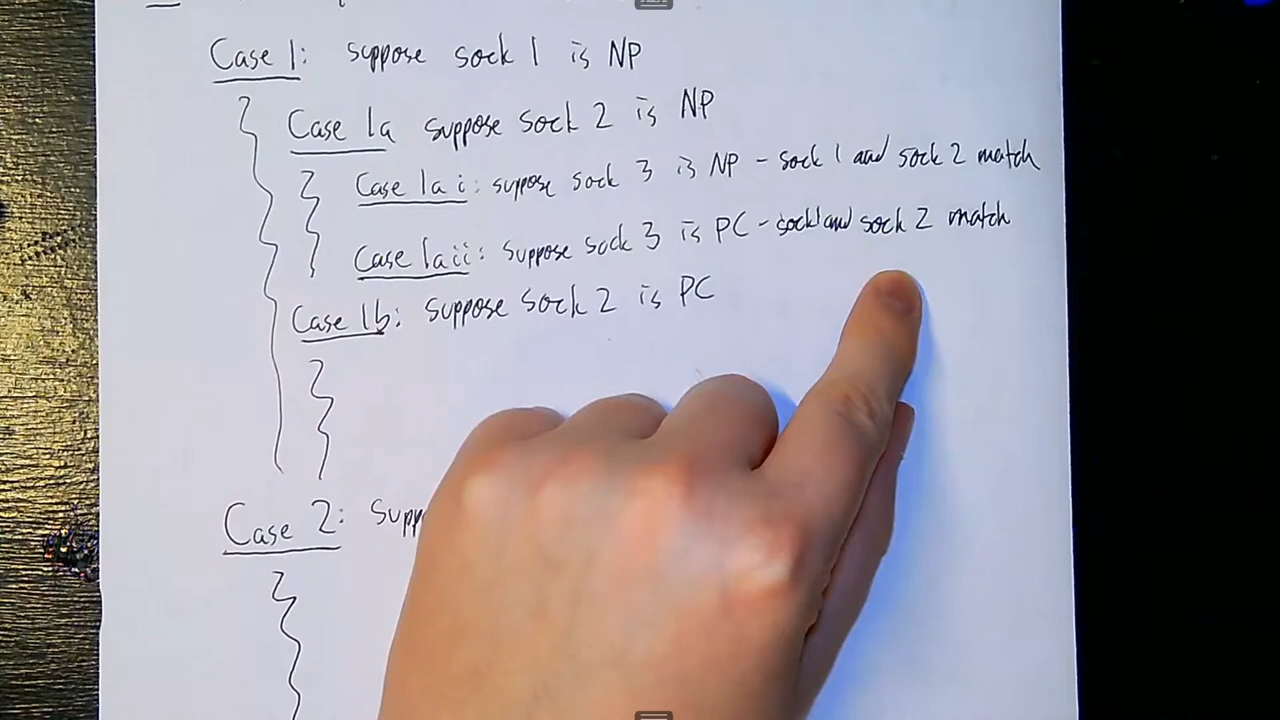 Case 1: suppose sock 1 is NP
Case 1a suppose sock 2 is NP
Case 1a i: suppose sock 3 is NP - sock 1 and sock 2 match
Case 1aii: suppose sock 3 is PC - sock 1 and sock 2 match
Case 1b: suppose sock 2 is PC
Case 2: supp